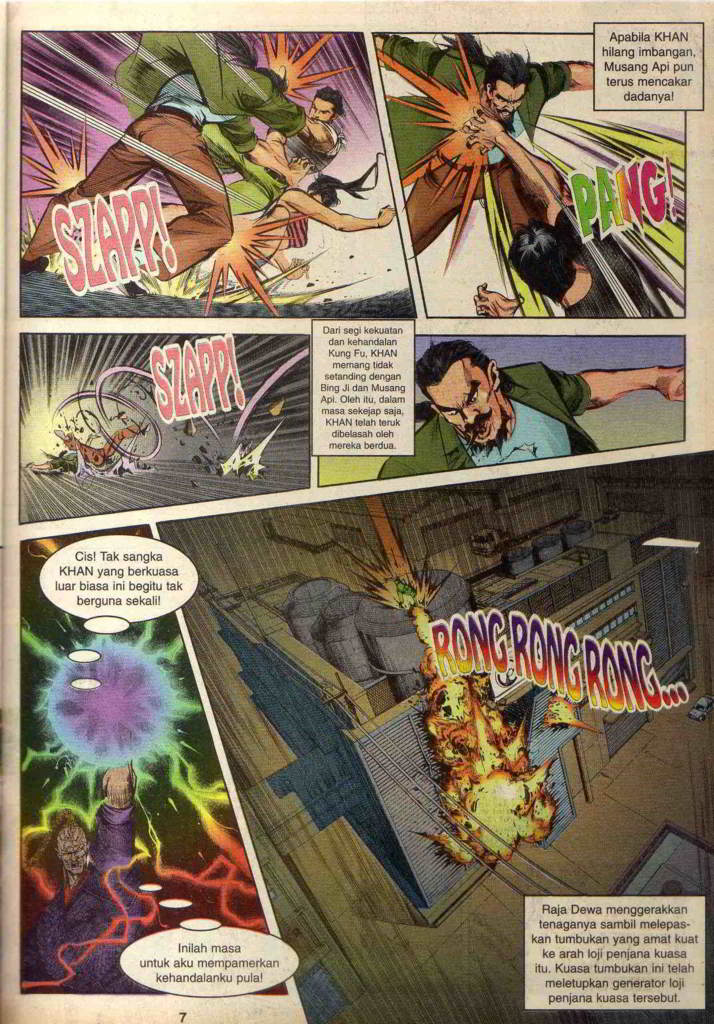 SZAPP!
Apabila KHAN
hilang imbangan,
Musang Api pun
terus mencakar
dadanya!
PANG!
SZAPP!
Dari segi kekuatan
dan kehandalan
Kung Fu, KHAN
memang tidak
setanding dengan
Bing Ji dan Musang
Api. Oleh itu, dalam
masa sekejap saja,
KHAN telah teruk
dibelasah oleh
mereka berdua.
Cis! Tak sangka
KHAN yang berkuasa
luar biasa ini begitu tak
berguna sekali!
RONG RONG RONG...
Inilah masa
untuk aku mempamerkan
kehandalanku pula!
Raja Dewa menggerakkan
tenaganya sambil melepas-
kan tumbukan yang amat kuat
ke arah loji penjana kuasa
itu. Kuasa tumbukan ini telah
meletupkan generator loji
penjana kuasa tersebut.
7